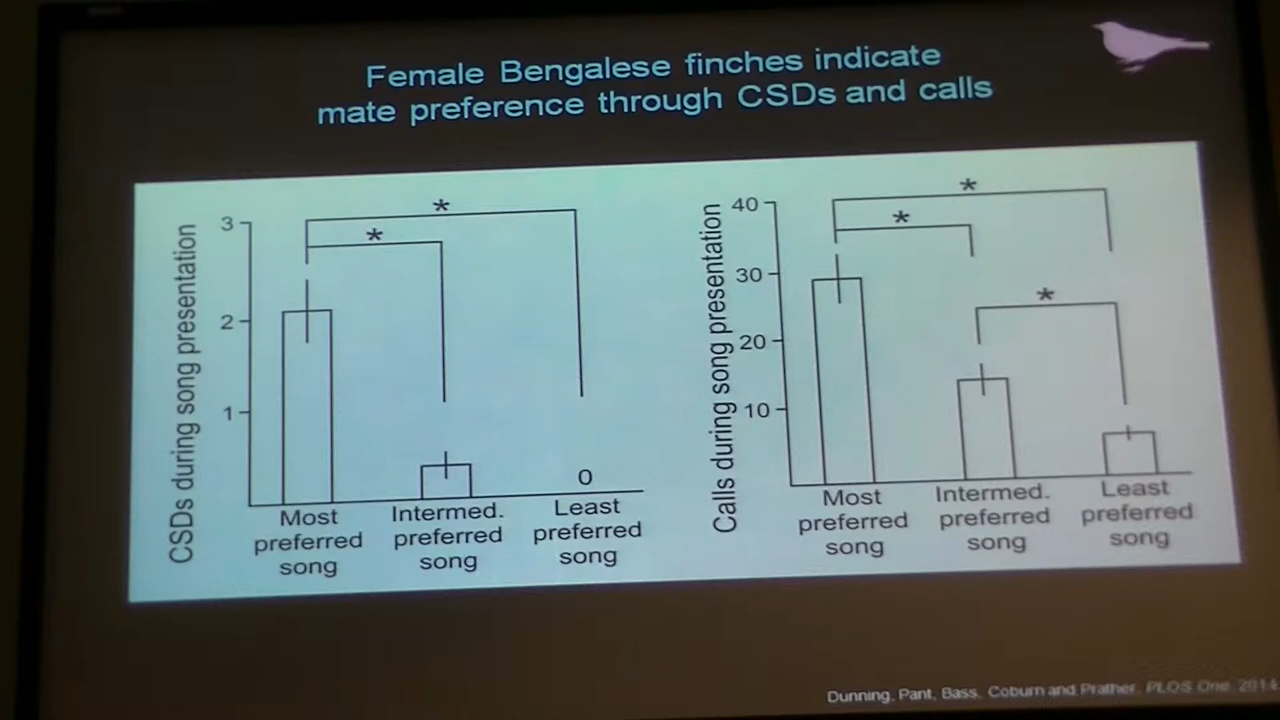 Female Bengalese finches indicate
mate preference through CSDs and calls
CSDs during song presentation
3
2
1
*
*
0
Most
preferred
song
Intermed.
preferred
song
Least
preferred
song
Calls during song presentation
40
30
20
10
*
*
*
Most
preferred
song
Intermed.
preferred
song
Least
preferred
song
Dunning, Pant, Bass, Coburn and Prather, PLOS One, 2014